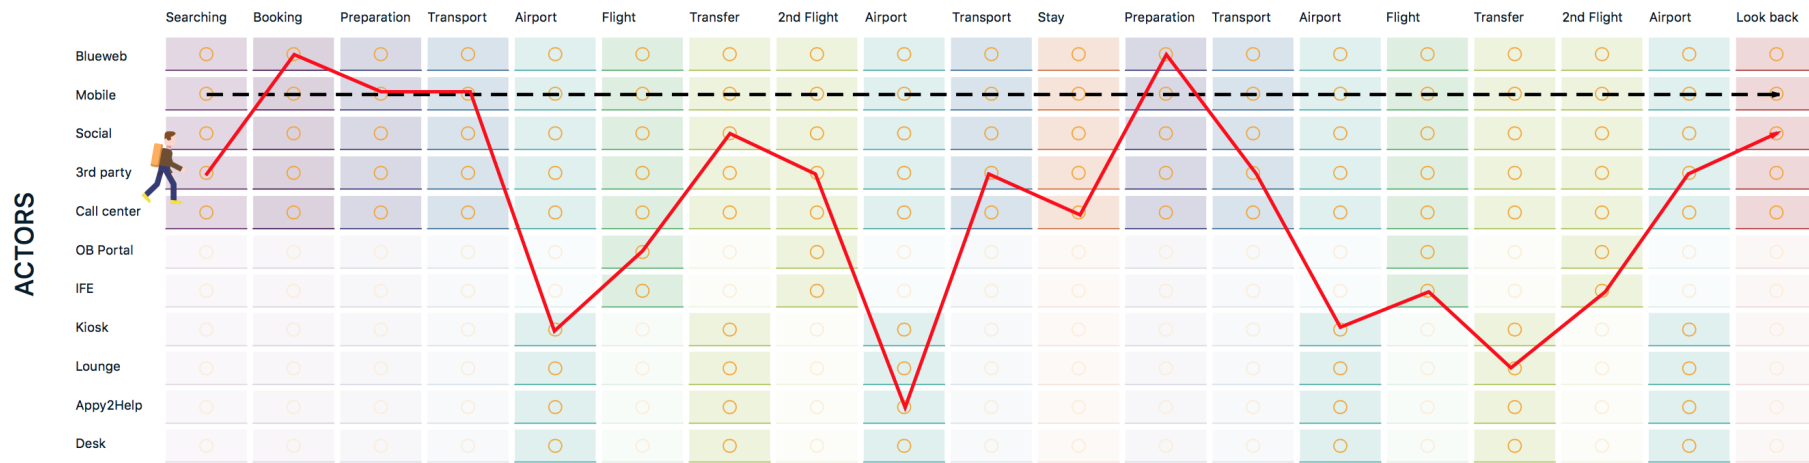 Searching Booking Preparation Transport Airport Flight Transfer 2nd Flight Airport Transport Stay Preparation Transport Airport Flight Transfer 2nd Flight Airport Look back
Blueweb
Mobile
Social
3rd party
Call center
OB Portal
IFE
Kiosk
Lounge
Appy2Help
Desk
ACTORS